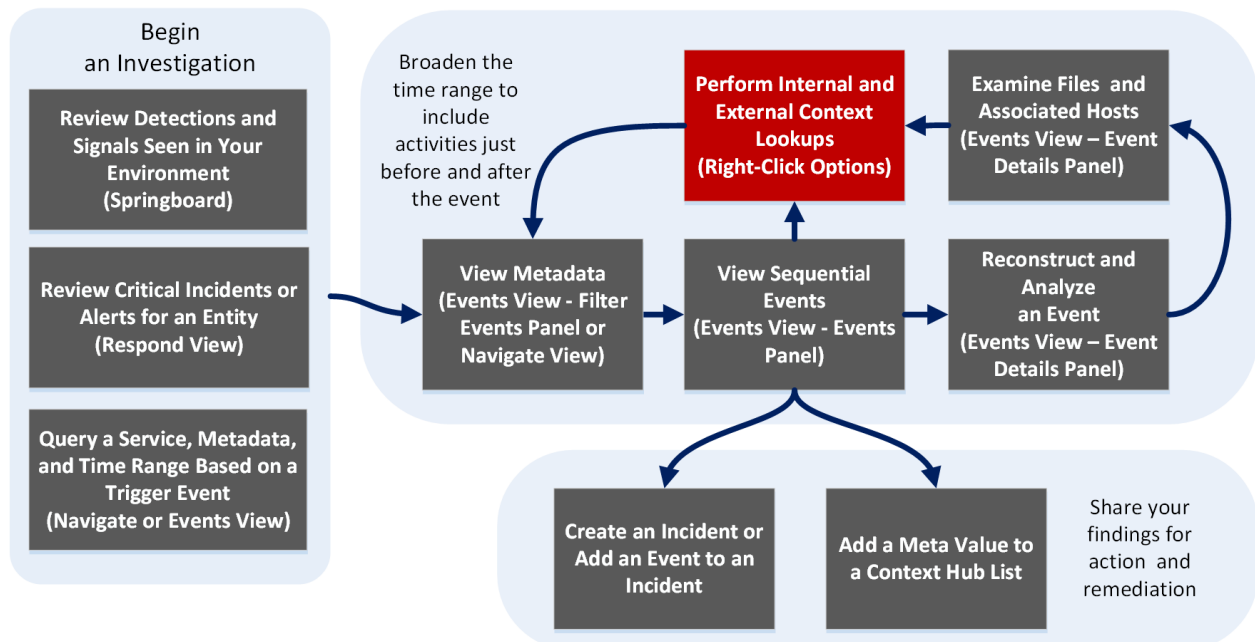 Begin
an Investigation
Review Detections and
Signals Seen in Your
Environment
(Springboard)
Review Critical Incidents or
Alerts for an Entity
(Respond View)
Query a Service, Metadata,
and Time Range Based on a
Trigger Event
(Navigate or Events View)
Broaden the
time range to
include
activities just
before and after
the event
Perform Internal and
External Context
Lookups
(Right-Click Options)
Examine Files and
Associated Hosts
(Events View – Event
Details Panel)
View Metadata
(Events View - Filter
Events Panel or
Navigate View)
View Sequential
Events
(Events View - Events
Panel)
Reconstruct and
Analyze
an Event
(Events View – Event
Details Panel)
Create an Incident or
Add an Event to an
Incident
Add a Meta Value to
a Context Hub List
Share your
findings for
action and
remediation